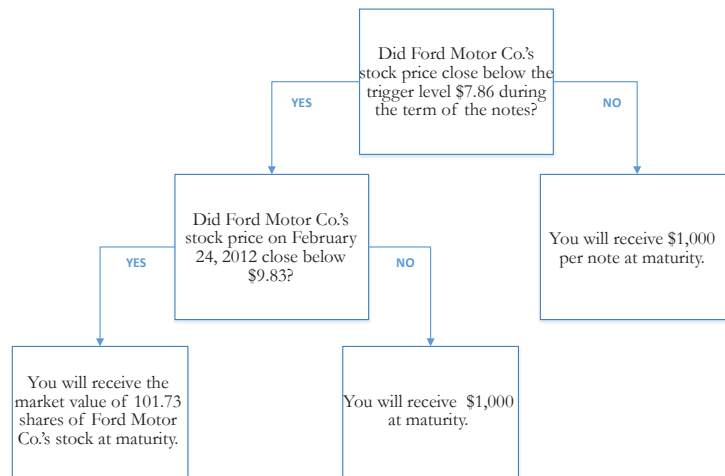 Did Ford Motor Co.'s
stock price close below the
trigger level $7.86 during
the term of the notes?
YES
NO
Did Ford Motor Co.'s
stock price on February
24, 2012 close below
$9.83?
You will receive $1,000
per note at maturity.
YES
NO
You will receive the
market value of 101.73
shares of Ford Motor
Co.'s stock at maturity.
You will receive $1,000
at maturity.